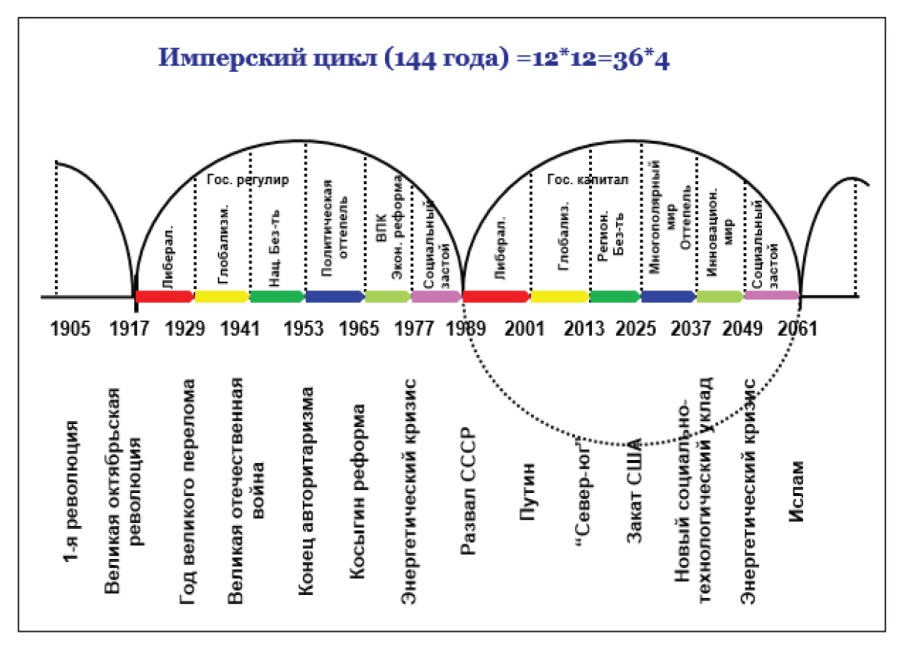 Имперский цикл (144 года) =12*12=36*4
Гос. регулир
Гос. капитал
Либерал.
Глобализм.
Нац. Без-ть
Политическая
оттепель
ВПК
Экон. реформа
Социальный
застой
Либерал.
Глобализ.
Регион.
Без-ть
Многополярный
мир
Оттепель
Инновацион.
мир
Социальный
застой
1905 1917 1929 1941 1953 1965 1977 1989 2001 2013 2025 2037 2049 2061
1-я революция
Великая октябрьская
революция
Год великого перелома
Великая отечественная
война
Конец авторитаризма
Косыгин реформа
Энергетический кризис
Развал СССР
Путин
“Север-юг”
Закат США
Новый социально-
технологический уклад
Энергетический кризис
Ислам